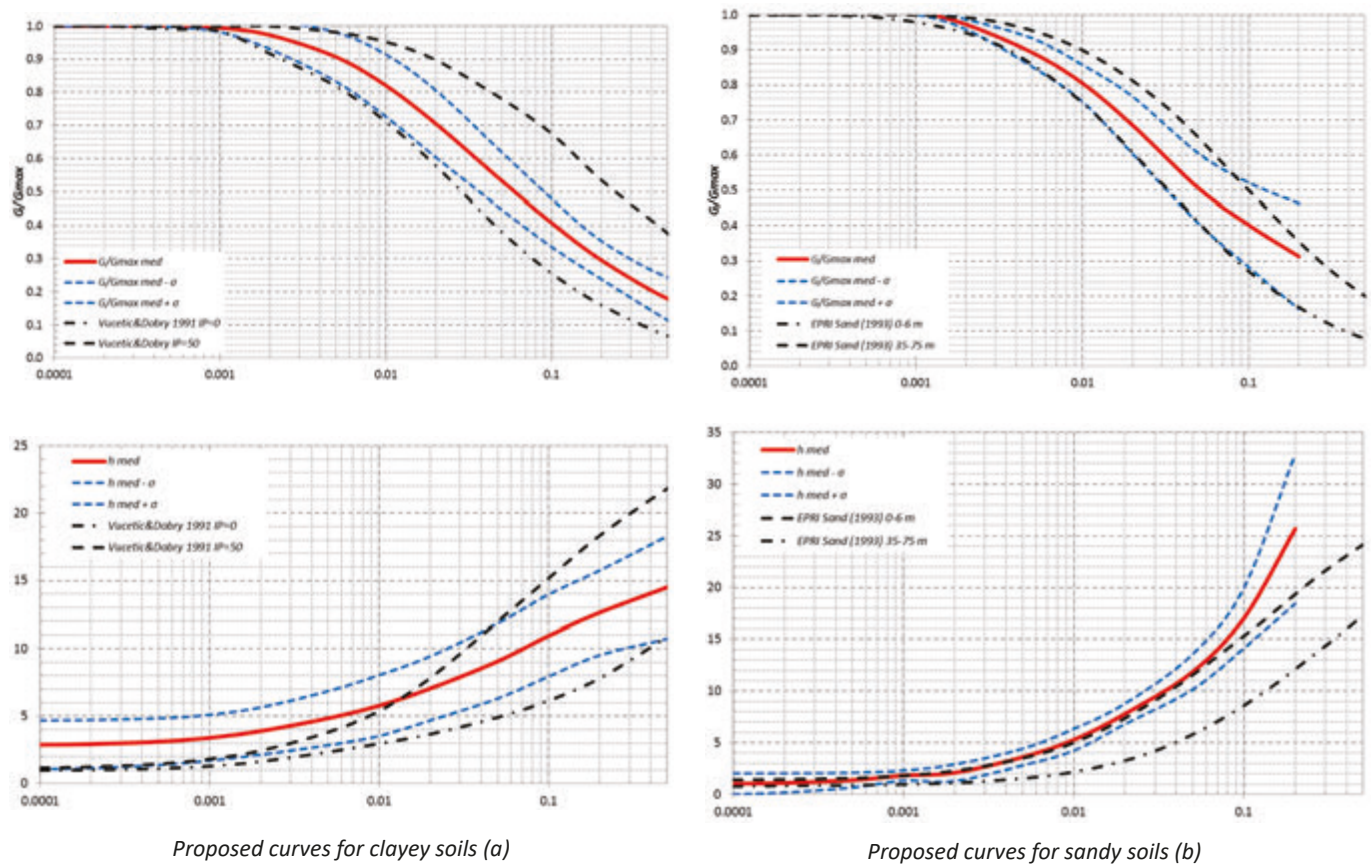 1.0
0.9
0.8
0.7
0.6
0.5
0.4
0.3
0.2
0.1
0.0
G/Gmax
G/Gmax med
G/Gmax med - σ
G/Gmax med + σ
Vucetic&Dobry 1991 IP=0
Vucetic&Dobry IP=50
0.0001 0.001 0.01 0.1
1.0
0.9
0.8
0.7
0.6
0.5
0.4
0.3
0.2
0.1
0.0
G/Gmax
G/Gmax med
G/Gmax med - σ
G/Gmax med + σ
EPRI Sand (1993) 0-6 m
EPRI Sand (1993) 35-75 m
0.0001 0.001 0.01 0.1
25
20
15
10
5
0
h med
h med - σ
h med + σ
Vucetic&Dobry 1991 IP=0
Vucetic&Dobry 1991 IP=50
0.0001 0.001 0.01 0.1
35
30
25
20
15
10
5
0
h med
h med - σ
h med + σ
EPRI Sand (1993) 0-6 m
EPRI Sand (1993) 35-75 m
0.0001 0.001 0.01 0.1
Proposed curves for clayey soils (a)
Proposed curves for sandy soils (b)